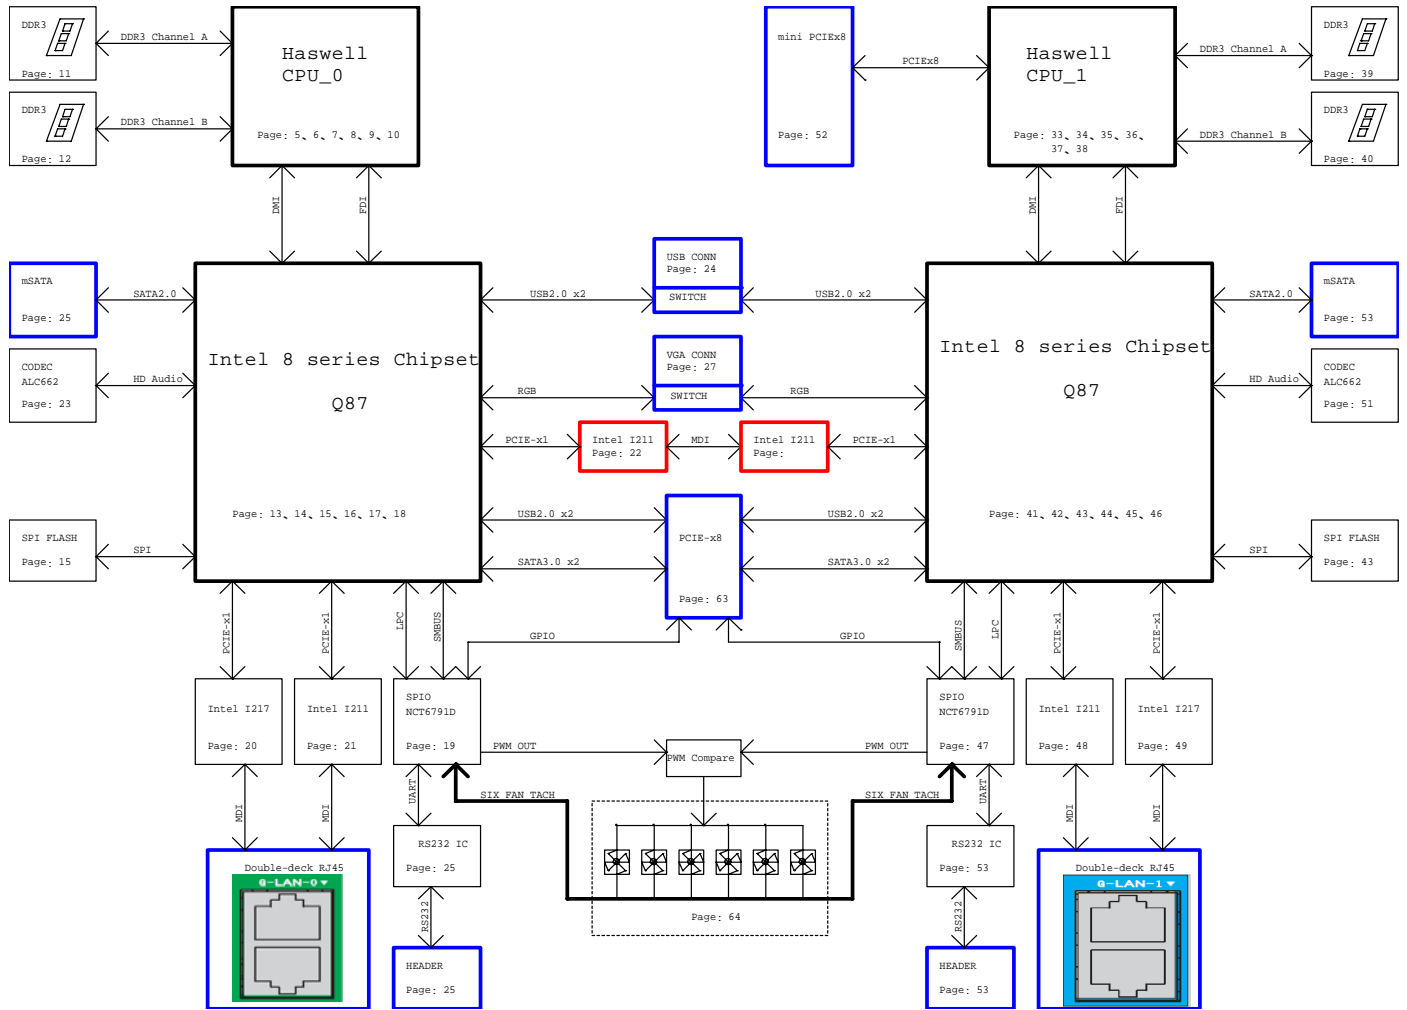 DDR3
Page: 11
DDR3 Channel A
DDR3
Page: 12
DDR3 Channel B
Haswell
CPU_0
Page: 5、6、7、8、9、10
mini PCIEx8
Page: 52
PCIEx8
Haswell
CPU_1
Page: 33、34、35、36、
37、38
DDR3 Channel A
DDR3
Page: 39
DDR3 Channel B
DDR3
Page: 40
DMI
FDI
DMI
FDI
mSATA
Page: 25
SATA2.0
CODEC
ALC662
Page: 23
HD Audio
SPI FLASH
Page: 15
SPI
Intel 8 series Chipset
Q87
Page: 13、14、15、16、17、18
USB2.0 x2
USB CONN
Page: 24
SWITCH
USB2.0 x2
RGB
VGA CONN
Page: 27
SWITCH
RGB
PCIE-x1
Intel I211
Page: 22
MDI
Intel I211
Page:
PCIE-x1
USB2.0 x2
SATA3.0 x2
PCIE-x8
Page: 63
USB2.0 x2
SATA3.0 x2
Intel 8 series Chipset
Q87
Page: 41、42、43、44、45、46
SATA2.0
mSATA
Page: 53
HD Audio
CODEC
ALC662
Page: 51
SPI
SPI FLASH
Page: 43
PCIE-x1
PCIE-x1
LPC
SMBUS
GPIO
GPIO
SMBUS
LPC
PCIE-x1
PCIE-x1
Intel I217
Page: 20
Intel I211
Page: 21
SPIO
NCT6791D
Page: 19
PWM OUT
PWM Compare
PWM OUT
SPIO
NCT6791D
Page: 47
Intel I211
Page: 48
Intel I217
Page: 49
MDI
MDI
UART
SIX FAN TACH
SIX FAN TACH
UART
MDI
MDI
RS232 IC
Page: 25
RS232
HEADER
Page: 25
Page: 64
RS232 IC
Page: 53
RS232
HEADER
Page: 53
Double-deck RJ45
G-LAN-0▼
Double-deck RJ45
G-LAN-1▼